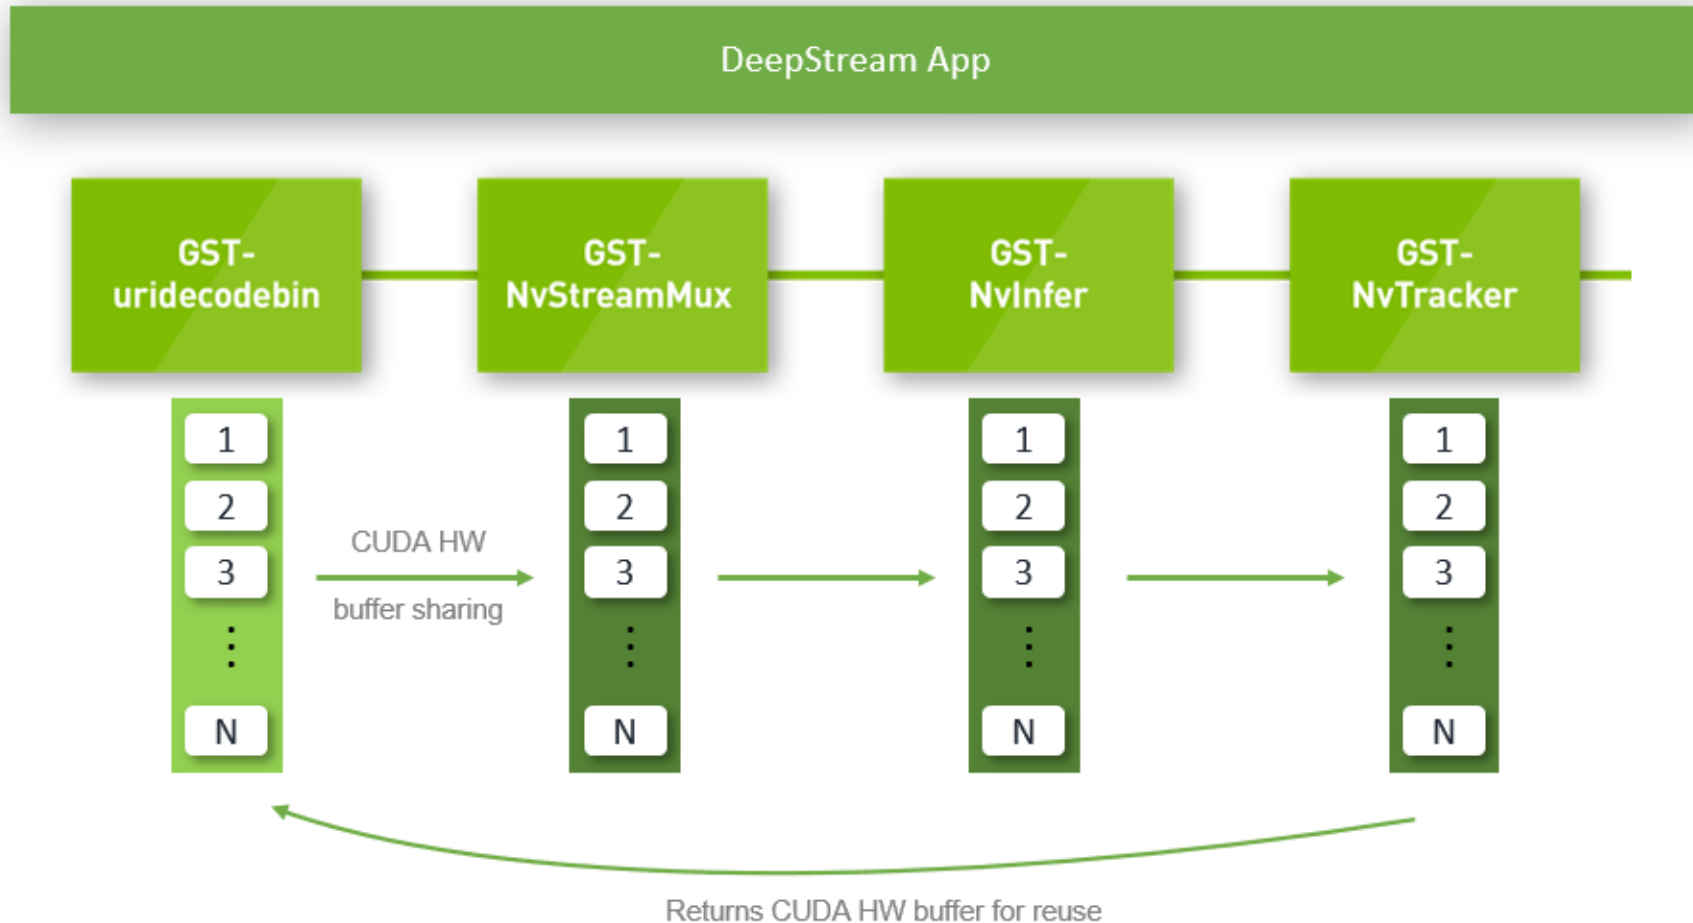 DeepStream App
GST-
uridecodebin
GST-
NvStreamMux
GST-
NvInfer
GST-
NvTracker
1
2
3
⋮
N
CUDA HW
buffer sharing
1
2
3
⋮
N
1
2
3
⋮
N
1
2
3
⋮
N
Returns CUDA HW buffer for reuse